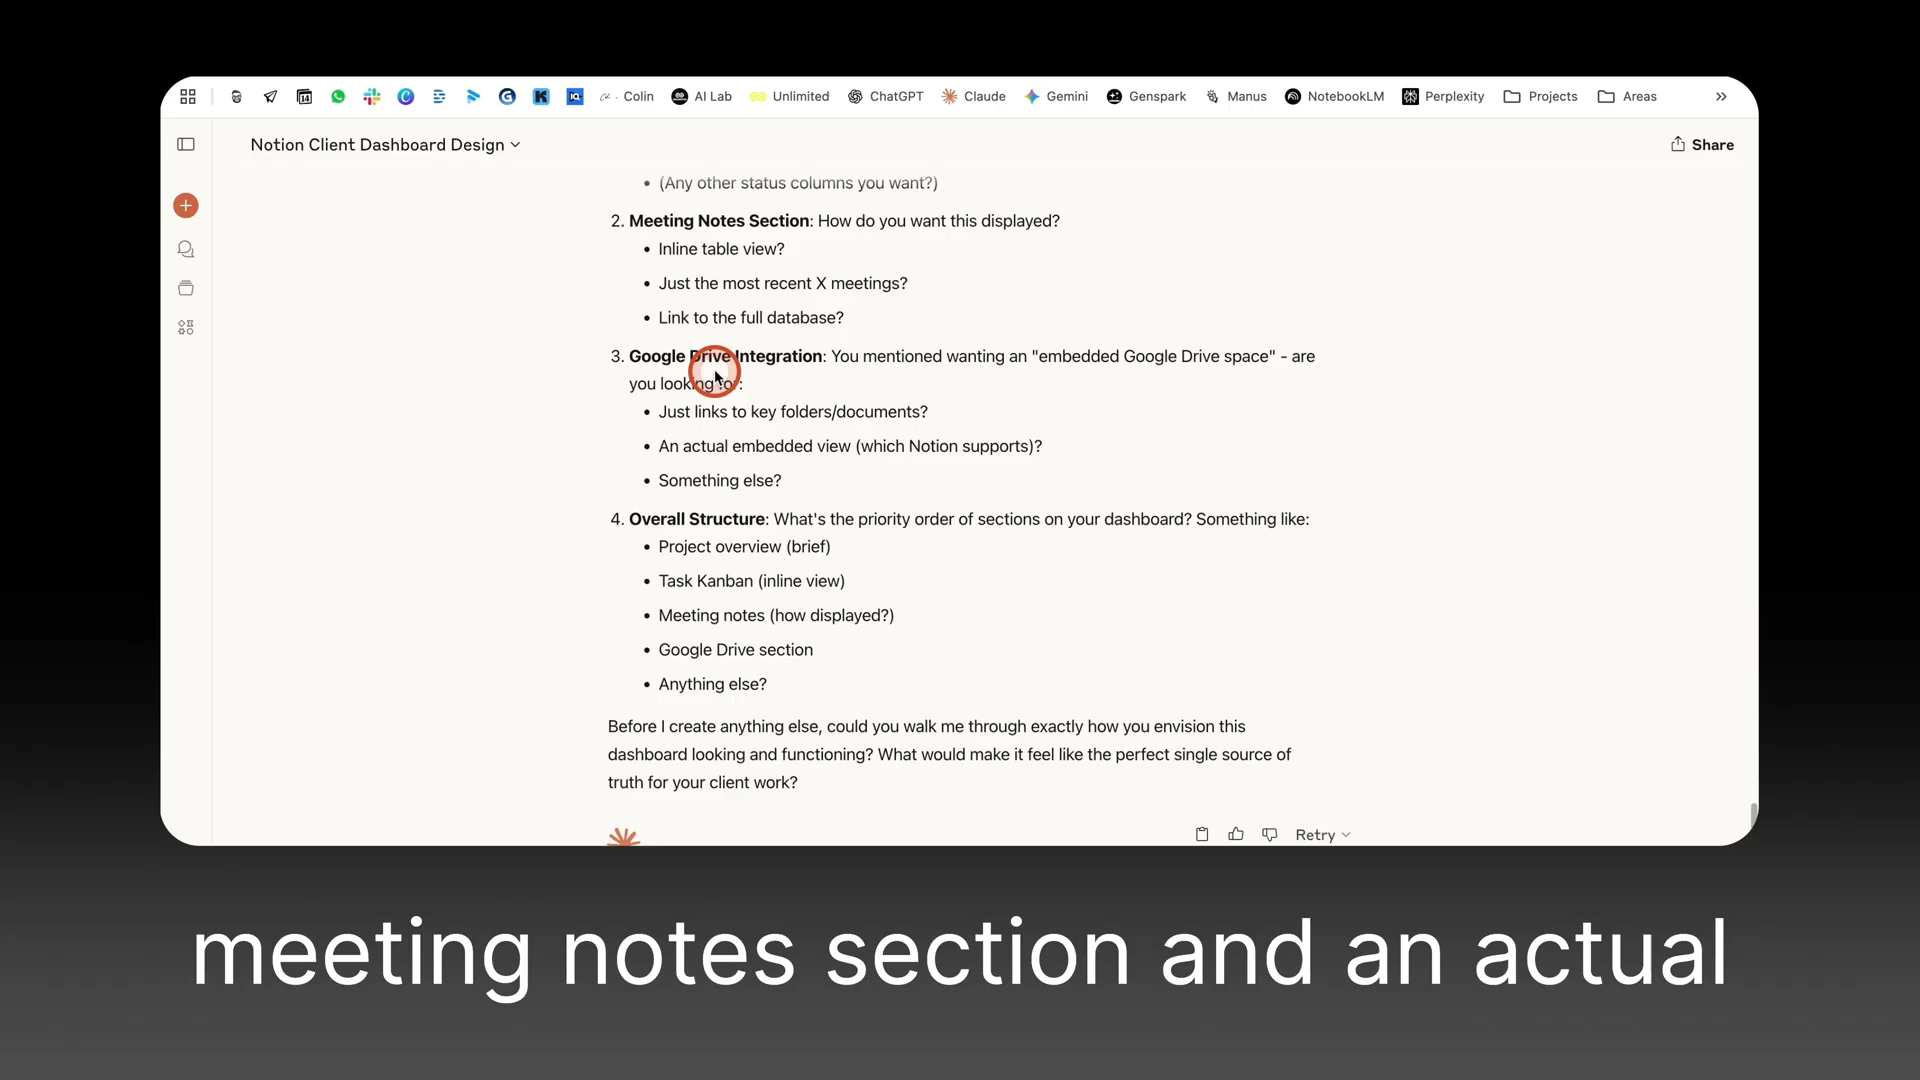 Colin
AI Lab
Unlimited
ChatGPT
Claude
Gemini
Genspark
Manus
NotebookLM
Perplexity
Projects
Areas
Notion Client Dashboard Design
Share
• (Any other status columns you want?)
2. Meeting Notes Section: How do you want this displayed?
• Inline table view?
• Just the most recent X meetings?
• Link to the full database?
3. Google Drive Integration: You mentioned wanting an "embedded Google Drive space" - are
you looking for:
• Just links to key folders/documents?
• An actual embedded view (which Notion supports)?
• Something else?
4. Overall Structure: What's the priority order of sections on your dashboard? Something like:
• Project overview (brief)
• Task Kanban (inline view)
• Meeting notes (how displayed?)
• Google Drive section
• Anything else?
Before I create anything else, could you walk me through exactly how you envision this
dashboard looking and functioning? What would make it feel like the perfect single source of
truth for your client work?
Retry
meeting notes section and an actual